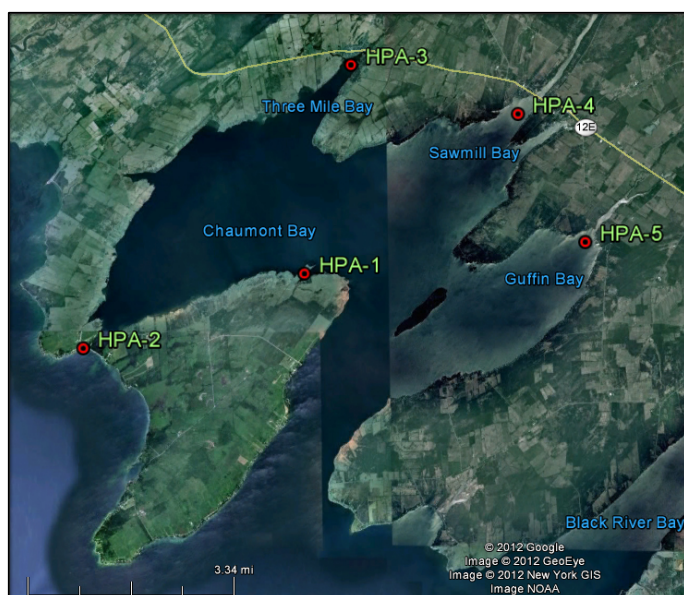 HPA-3
Three Mile Bay
HPA-4
12E
Sawmill Bay
Chaumont Bay
HPA-5
HPA-1
Guffin Bay
HPA-2
Black River Bay
3.34 mi
© 2012 Google
Image © 2012 GeoEye
Image © 2012 New York GIS
Image NOAA